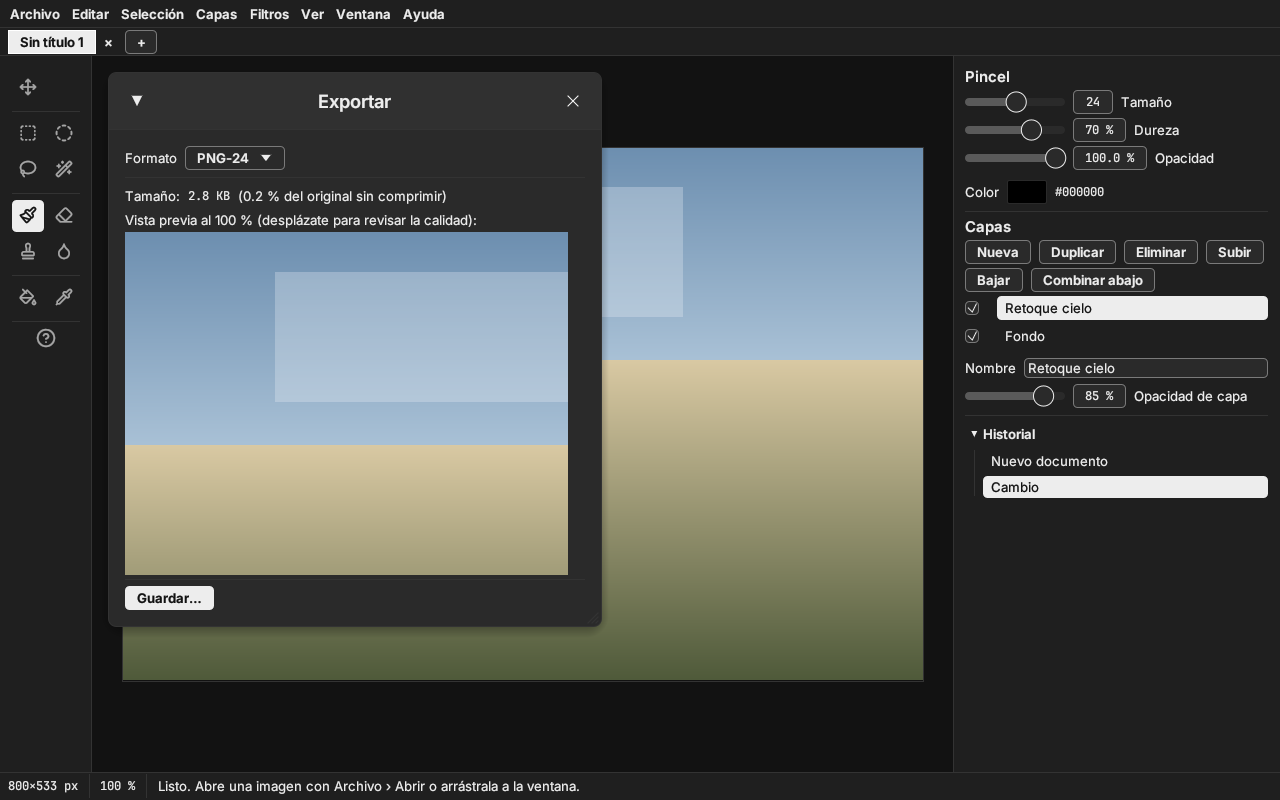 Archivo Editar Selección Capas Filtros Ver Ventana Ayuda
Sin título 1 × +
Exportar
Formato PNG-24
Tamaño: 2.8 KB (0.2 % del original sin comprimir)
Vista previa al 100 % (desplázate para revisar la calidad):
Guardar...
Pincel
24 Tamaño
70 % Dureza
100.0 % Opacidad
Color #000000
Capas
Nueva Duplicar Eliminar Subir
Bajar Combinar abajo
Retoque cielo
Fondo
Nombre Retoque cielo
85 % Opacidad de capa
Historial
Nuevo documento
Cambio
800×533 px 100 % Listo. Abre una imagen con Archivo › Abrir o arrástrala a la ventana.